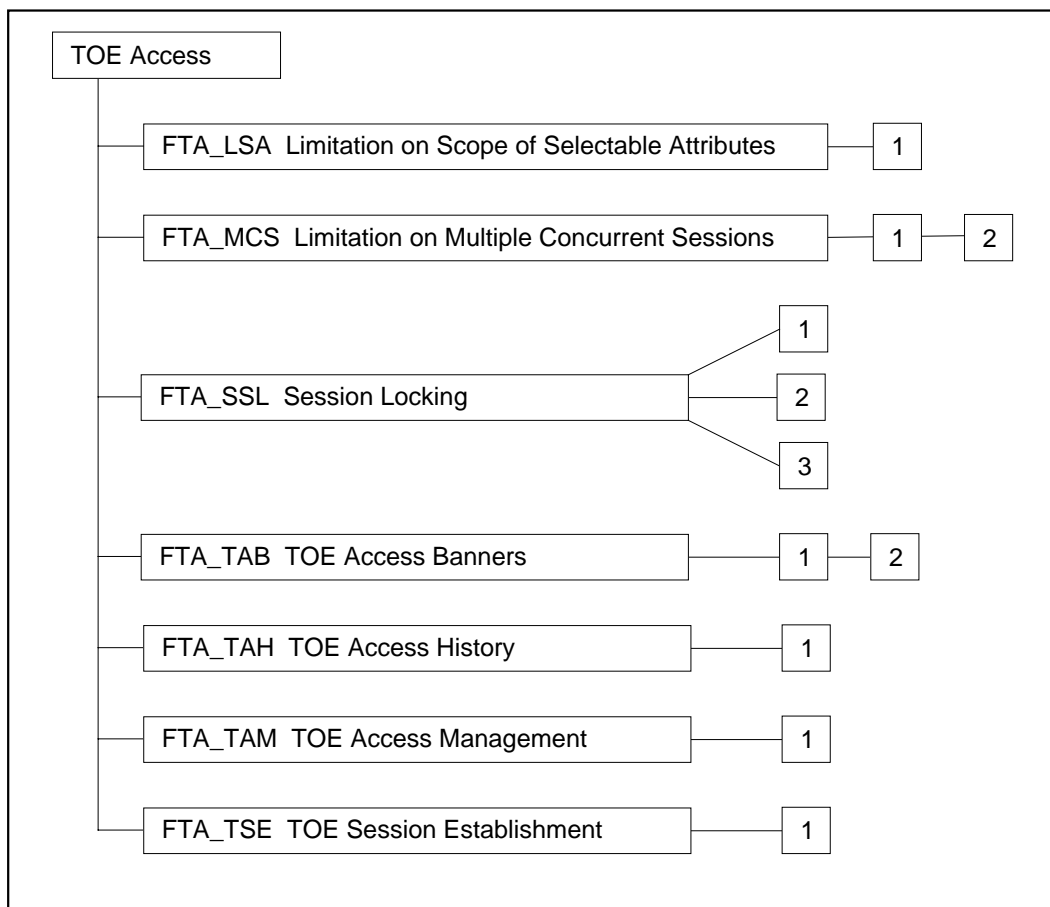 TOE Access
FTA_LSA Limitation on Scope of Selectable Attributes 1
FTA_MCS Limitation on Multiple Concurrent Sessions 1 2
1
FTA_SSL Session Locking 2
3
FTA_TAB TOE Access Banners 1 2
FTA_TAH TOE Access History 1
FTA_TAM TOE Access Management 1
FTA_TSE TOE Session Establishment 1